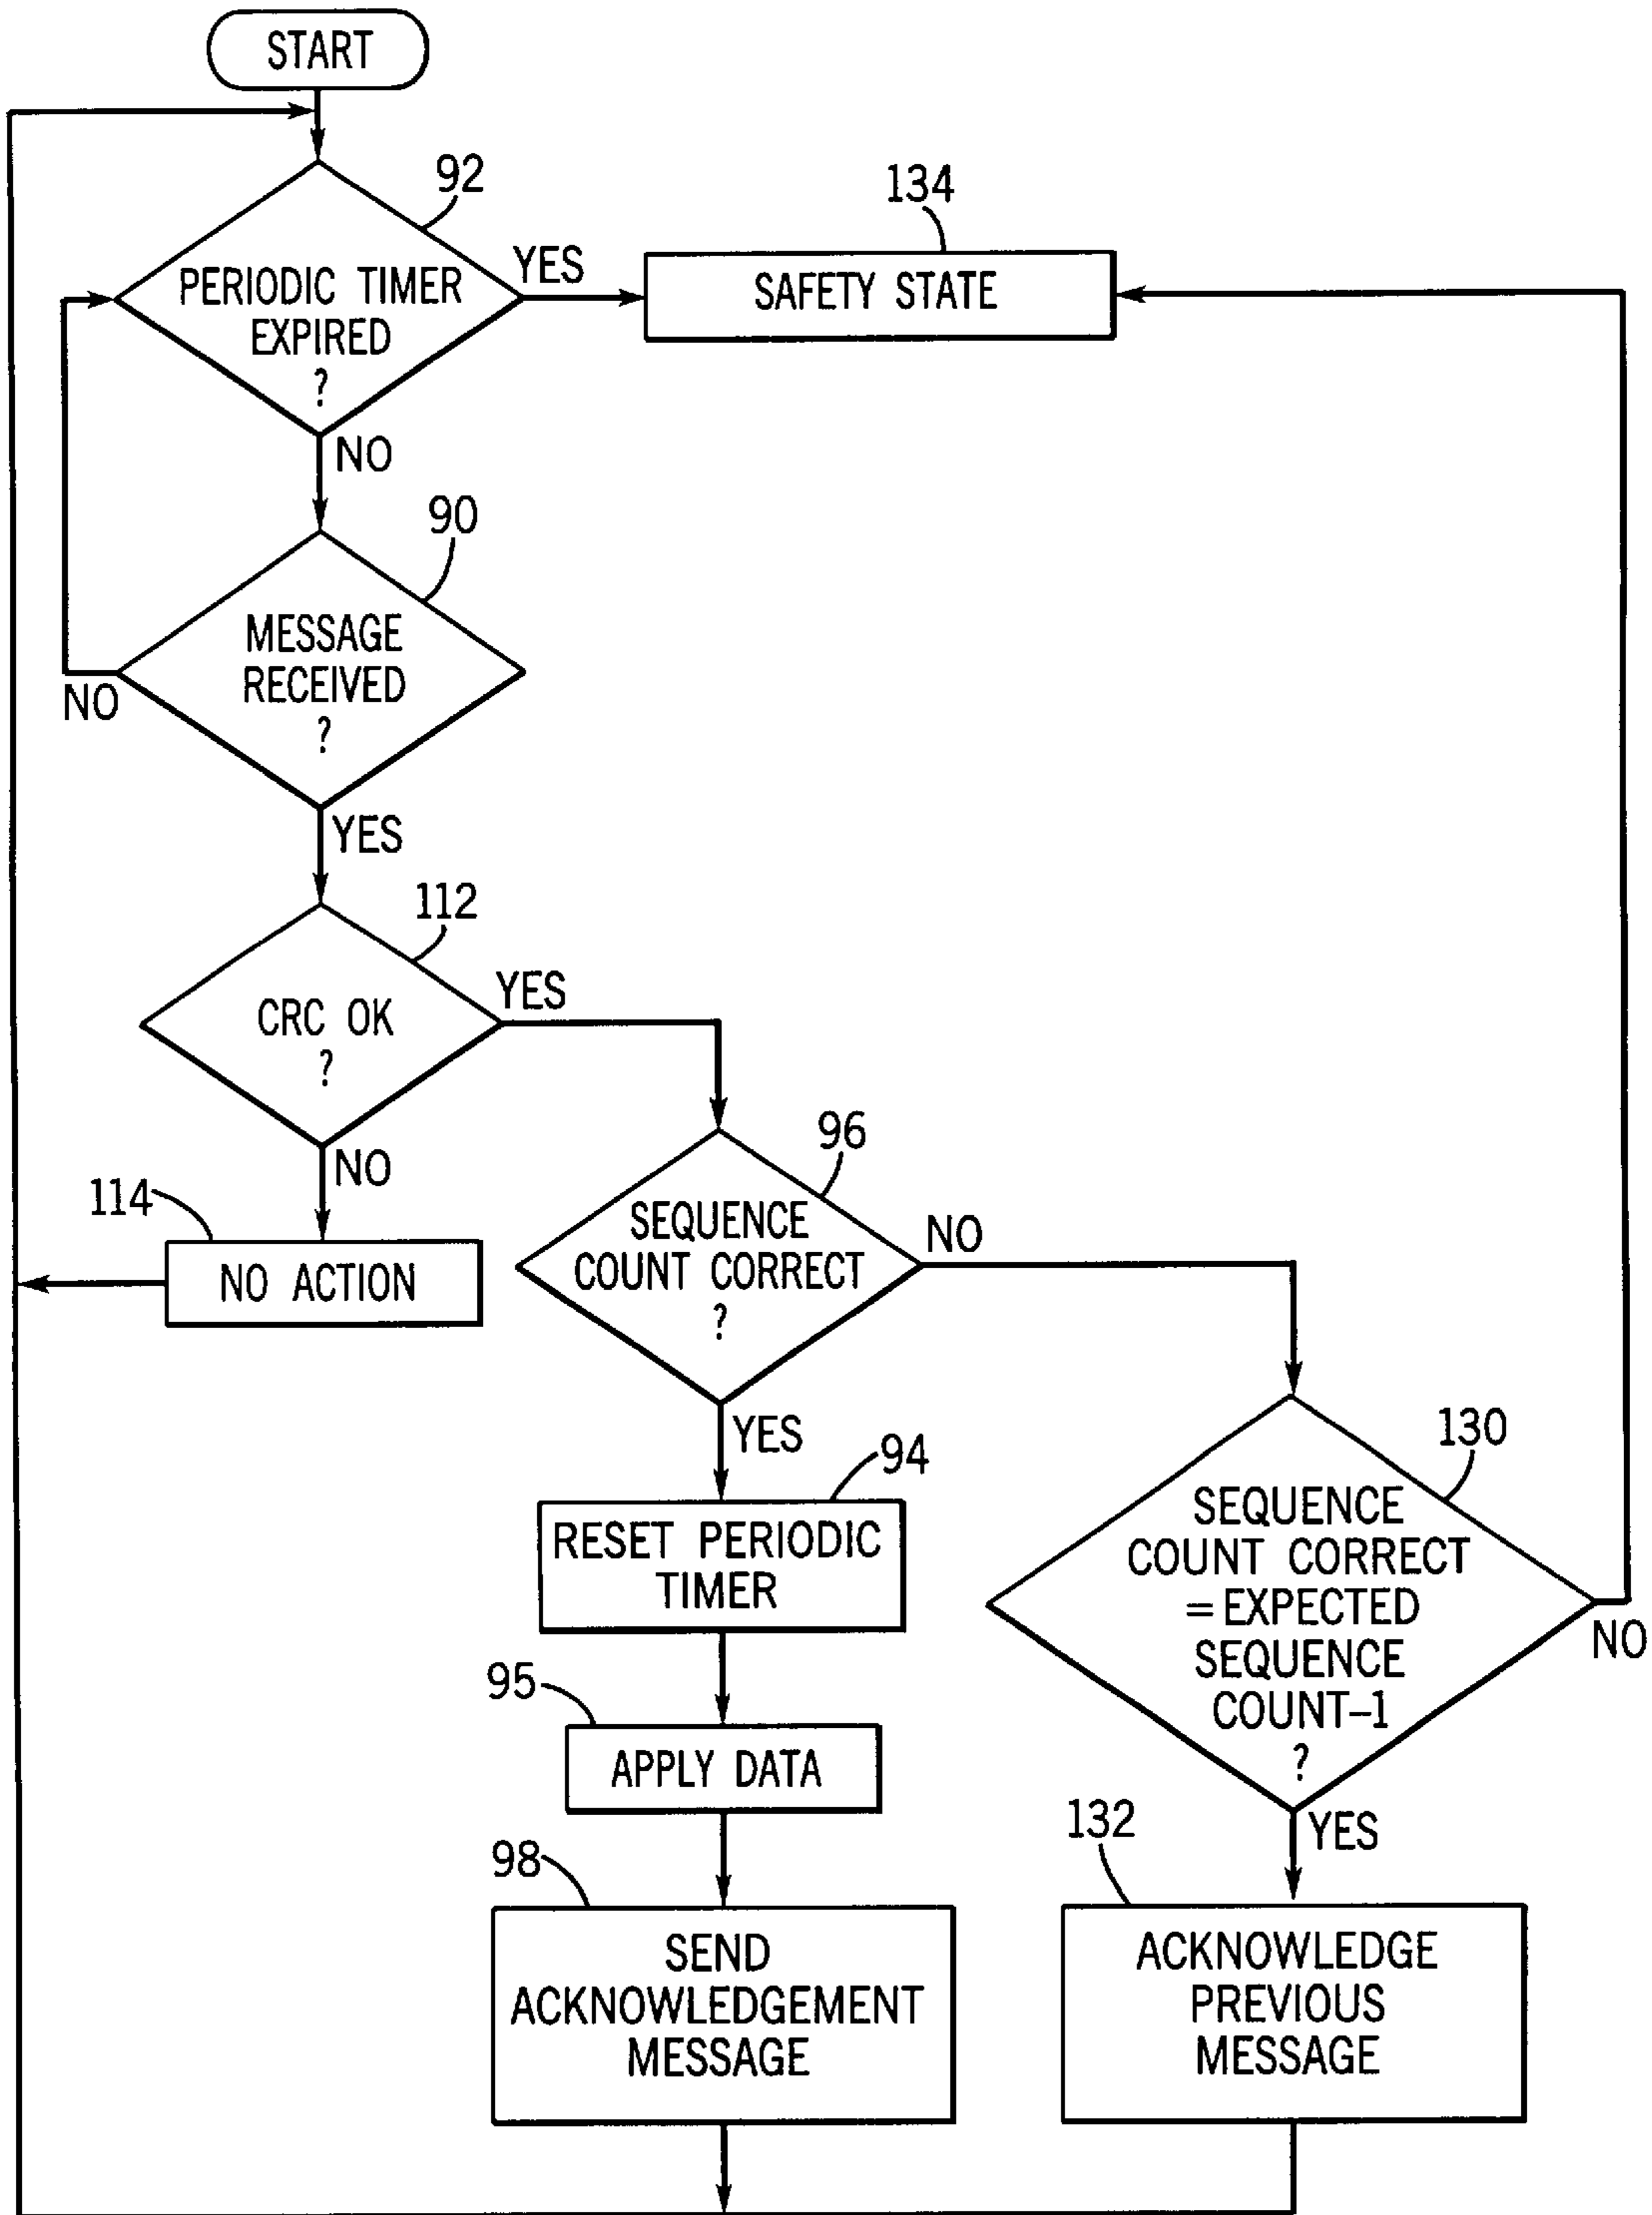 START
92
134
PERIODIC TIMER
EXPIRED
?
YES
SAFETY STATE
NO
90
MESSAGE
RECEIVED
?
NO
YES
112
CRC OK
?
YES
NO
114
NO ACTION
96
SEQUENCE
COUNT CORRECT
?
NO
YES
94
RESET PERIODIC
TIMER
130
SEQUENCE
COUNT CORRECT
=EXPECTED
SEQUENCE
COUNT–1
?
NO
YES
95
APPLY DATA
98
SEND
ACKNOWLEDGEMENT
MESSAGE
132
ACKNOWLEDGE
PREVIOUS
MESSAGE